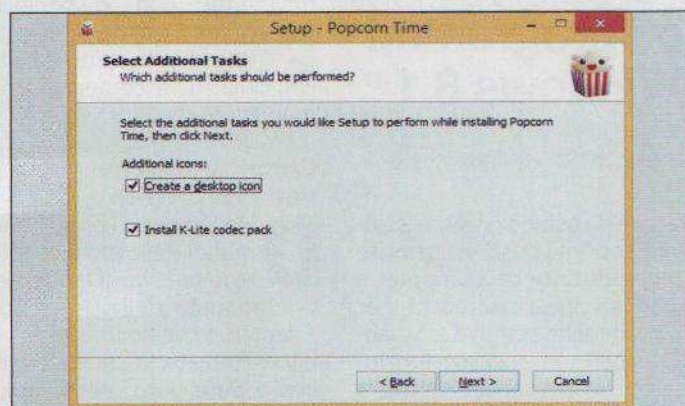 Setup - Popcorn Time
Select Additional Tasks
Which additional tasks should be performed?
Select the additional tasks you would like Setup to perform while installing Popcorn
Time, then click Next.
Additional icons:
Create a desktop icon
Install K-Lite codec pack
< Back
Next >
Cancel